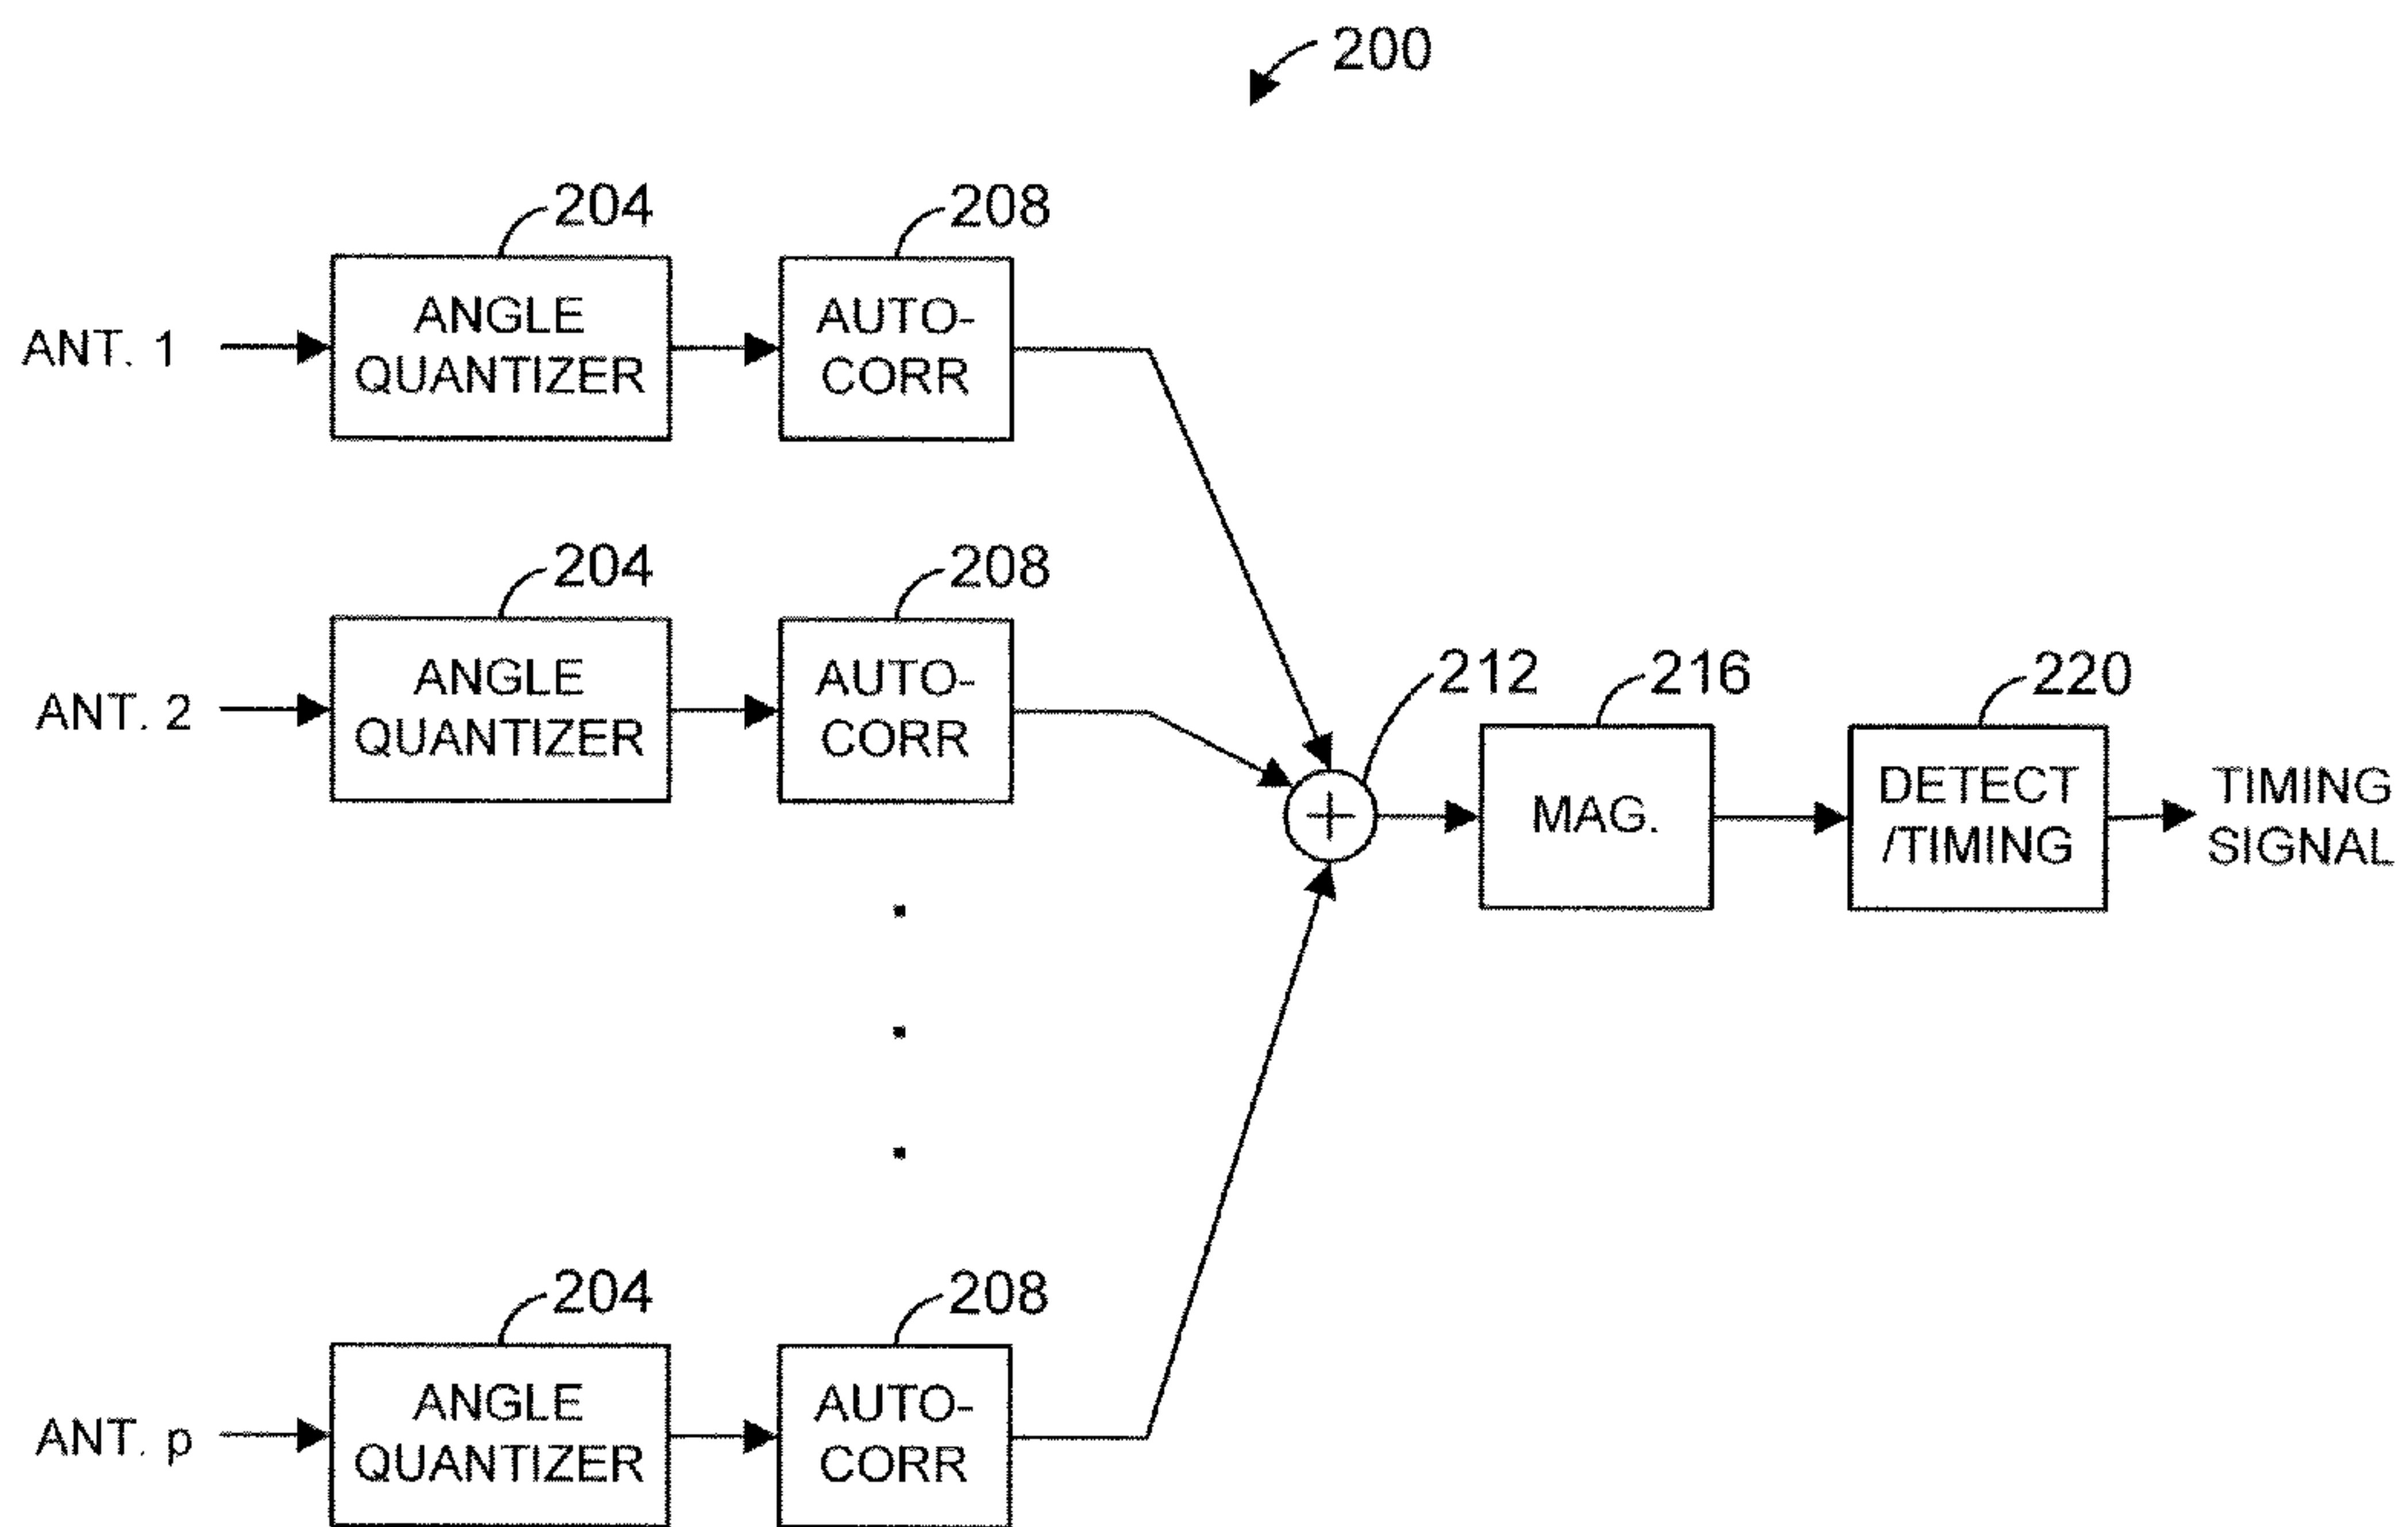 200
204
208
ANT. 1
ANGLE
QUANTIZER
AUTO-
CORR
204
208
ANT. 2
ANGLE
QUANTIZER
AUTO-
CORR
212
216
220
+
MAG.
DETECT
/TIMING
TIMING
SIGNAL
204
208
ANT. p
ANGLE
QUANTIZER
AUTO-
CORR